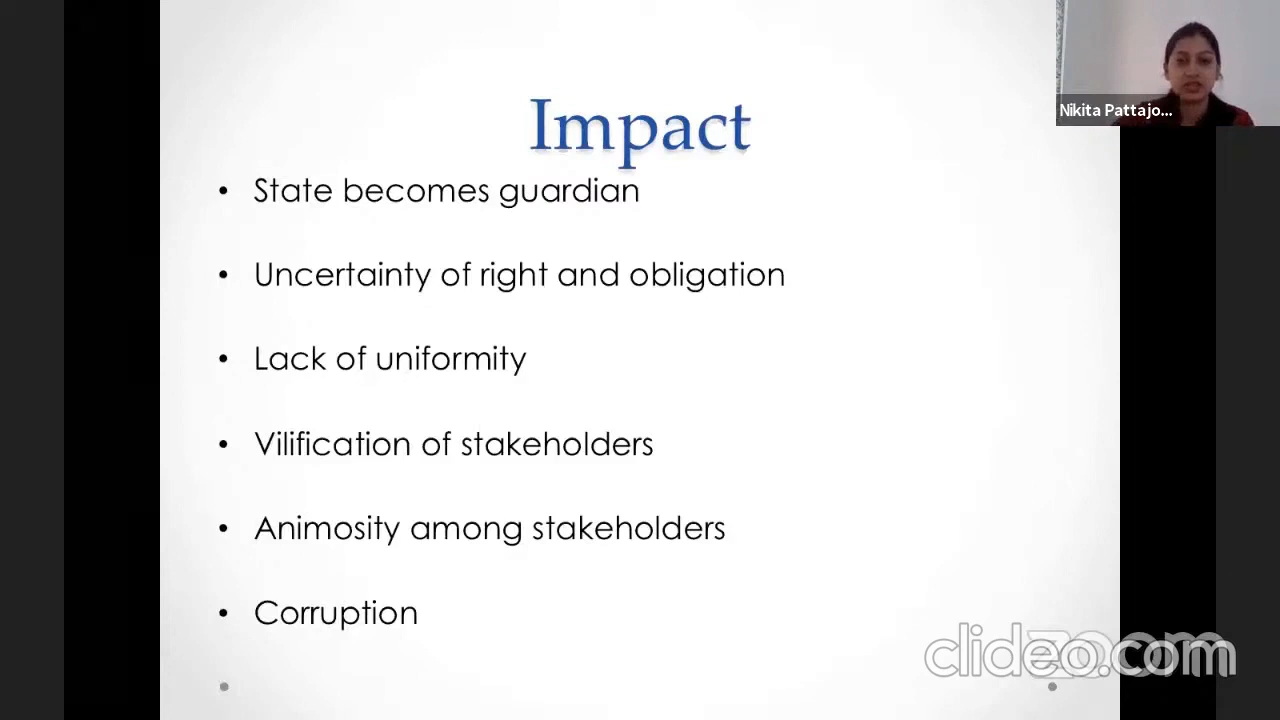 Impact
Nikita Pattajo...
• State becomes guardian
• Uncertainty of right and obligation
• Lack of uniformity
• Vilification of stakeholders
• Animosity among stakeholders
• Corruption
clideo.com
zoom